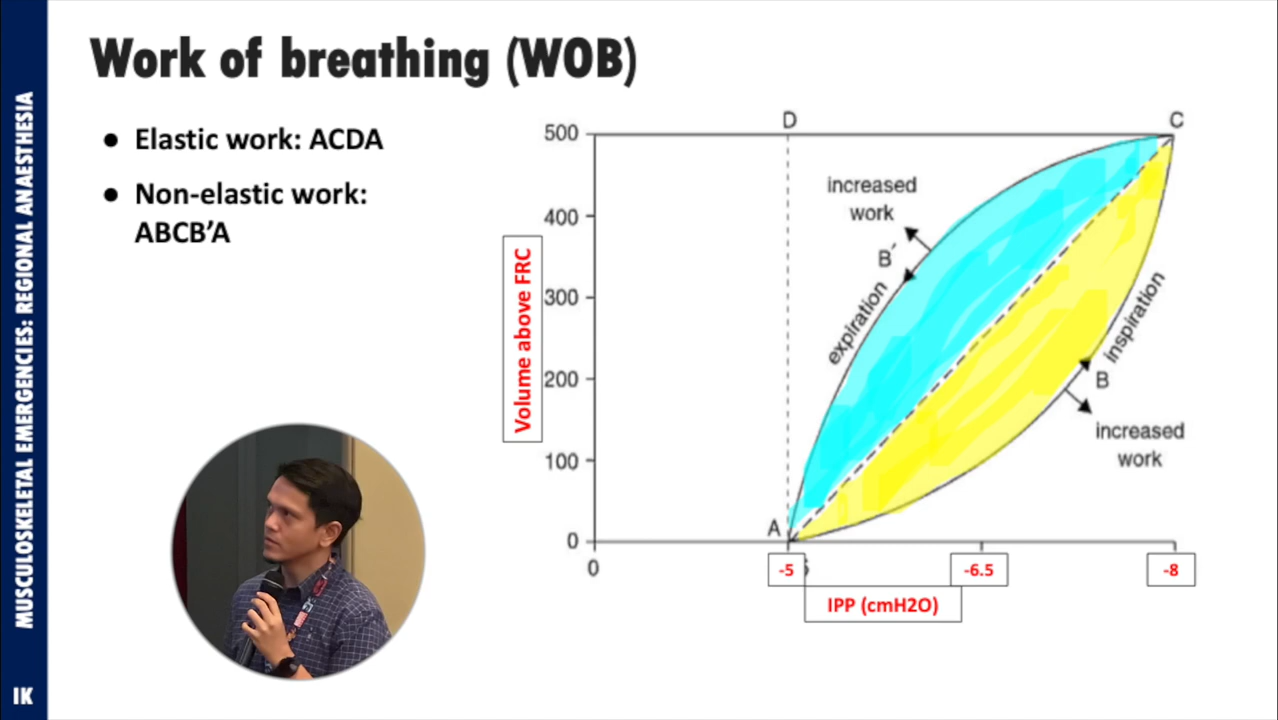 MUSCULOSKELETAL EMERGENCIES: REGIONAL ANAESTHESIA
IK
Work of breathing (WOB)
● Elastic work: ACDA
● Non-elastic work:
ABCB’A
Volume above FRC
D
C
500
400
300
200
100
0
increased
work
B´
expiration
inspiration
B
increased
work
A
0
-5
-6.5
-8
IPP (cmH2O)